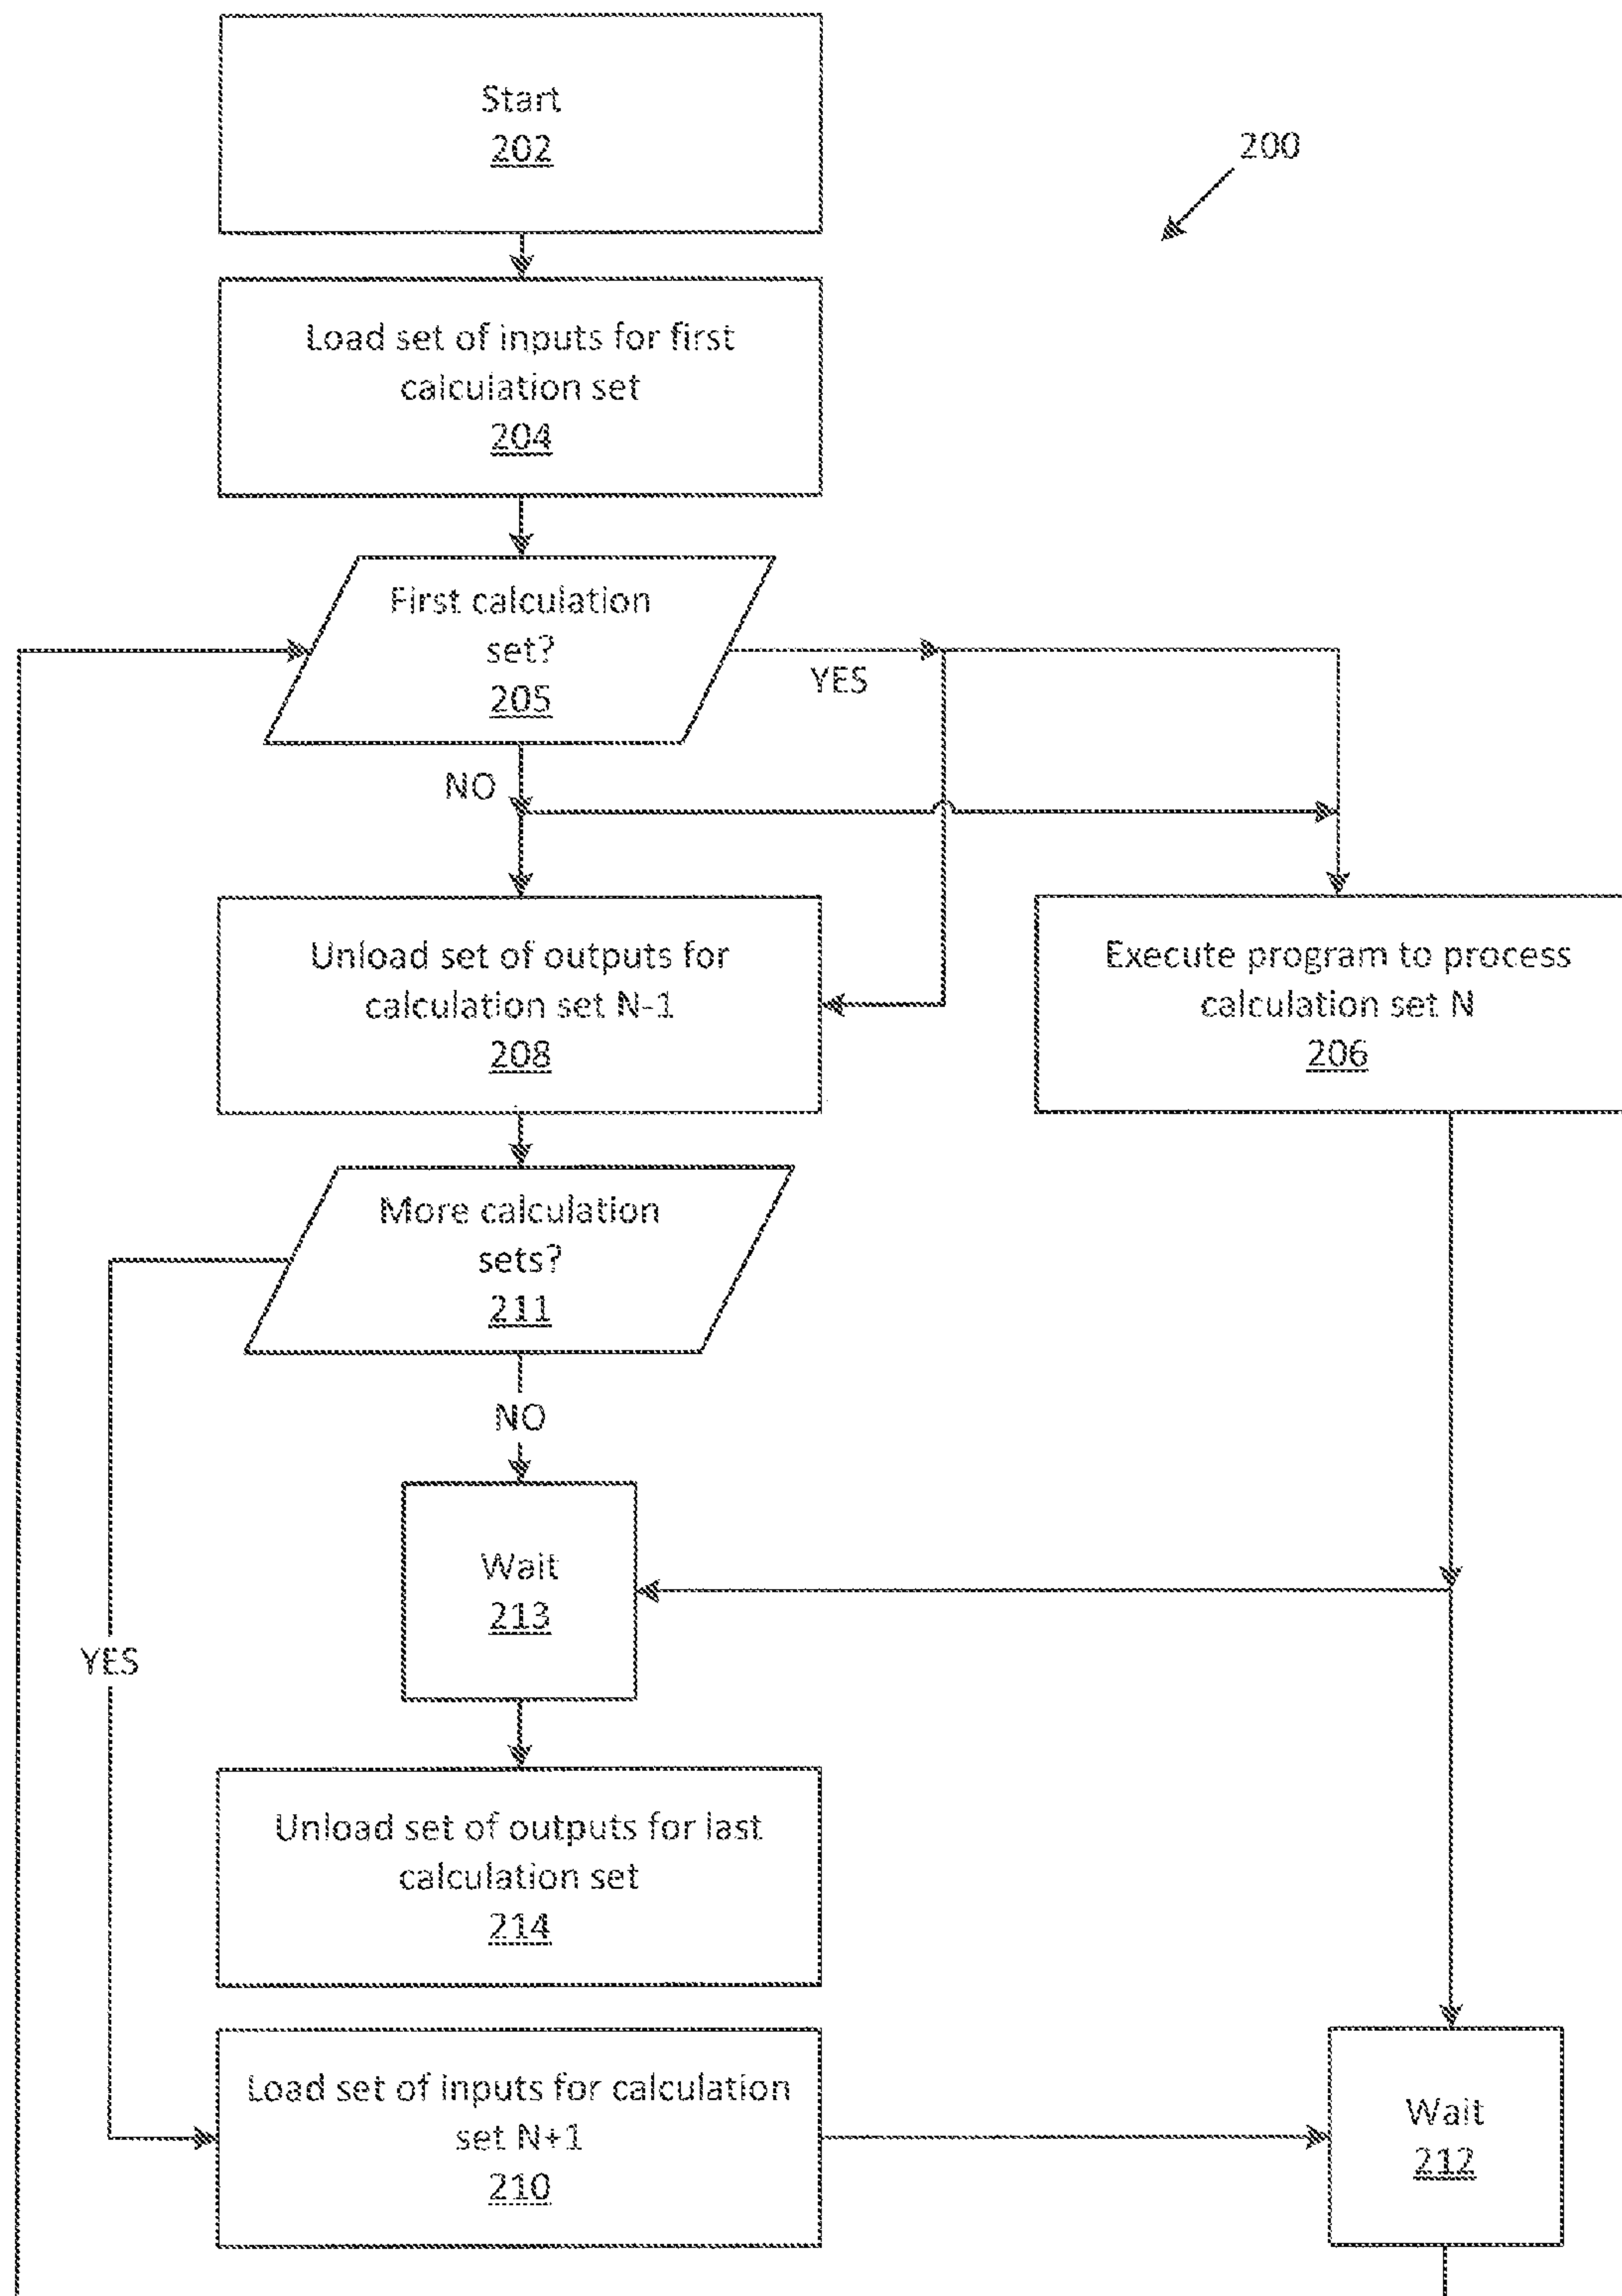 Start
202
200
Load set of inputs for first
calculation set
204
First calculation
set?
205
YES
NO
Unload set of outputs for
calculation set N-1
208
Execute program to process
calculation set N
206
More calculation
sets?
211
NO
Wait
213
YES
Unload set of outputs for last
calculation set
214
Load set of inputs for calculation
set N+1
210
Wait
212